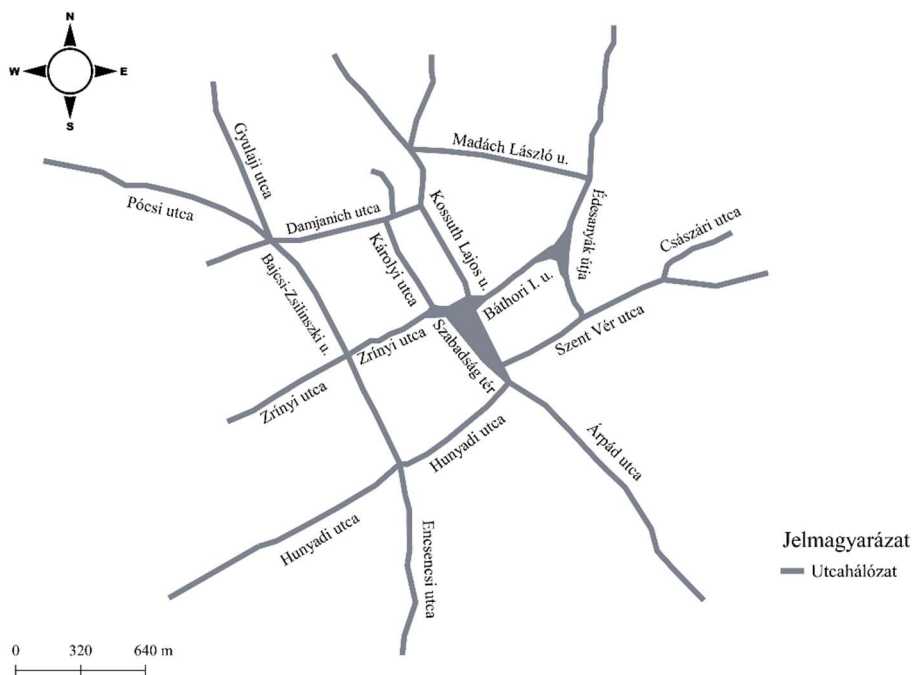 N
W
E
S
Gyulaji utca
Pócsi utca
Damjanich utca
Bajcsi-Zsilinszki u.
Károlyi utca
Kossuth Lajos u.
Madách László u.
Édesanyák útja
Császári utca
Báthori I. u.
Szent Vér utca
Szabadság tér
Zrínyi utca
Zrínyi utca
Hunyadi utca
Hunyadi utca
Árpád utca
Encsencsi utca
Jelmagyarázat
Utcahálózat
0 320 640 m